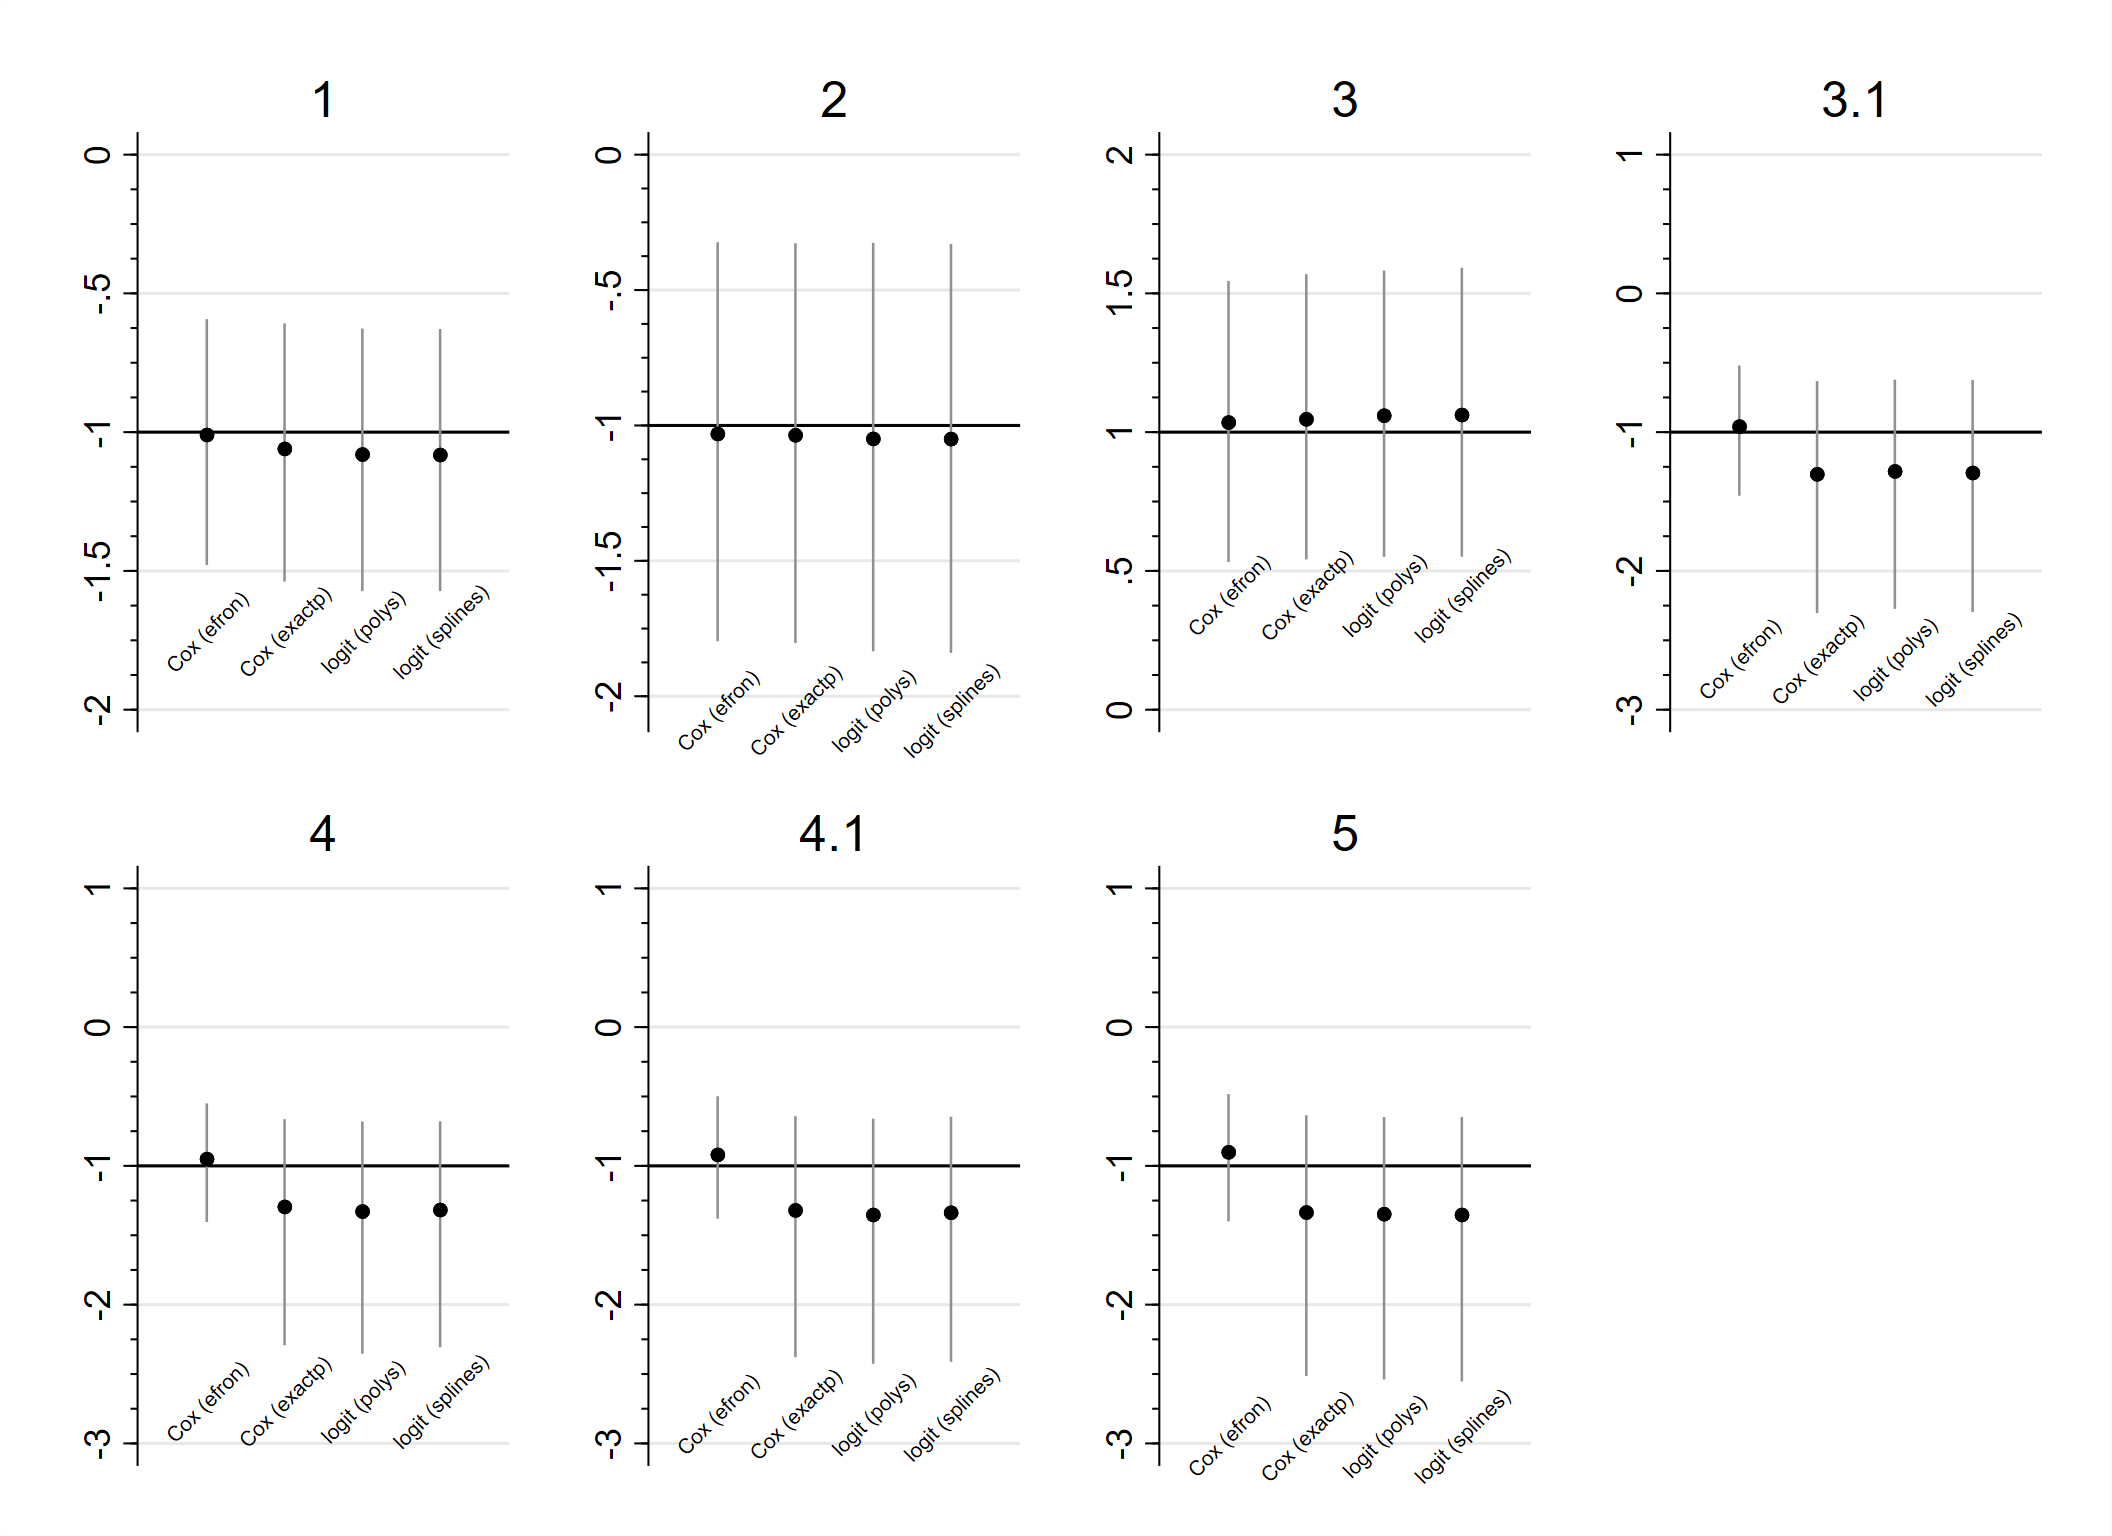 1
0
-.5
-1
-1.5
-2
Cox (efron)
Cox (exactp)
logit (polys)
logit (splines)
2
0
-.5
-1
-1.5
-2
Cox (efron)
Cox (exactp)
logit (polys)
logit (splines)
3
2
1.5
1
.5
0
Cox (efron)
Cox (exactp)
logit (polys)
logit (splines)
3.1
1
0
-1
-2
-3
Cox (efron)
Cox (exactp)
logit (polys)
logit (splines)
4
1
0
-1
-2
-3
Cox (efron)
Cox (exactp)
logit (polys)
logit (splines)
4.1
1
0
-1
-2
-3
Cox (efron)
Cox (exactp)
logit (polys)
logit (splines)
5
1
0
-1
-2
-3
Cox (efron)
Cox (exactp)
logit (polys)
logit (splines)